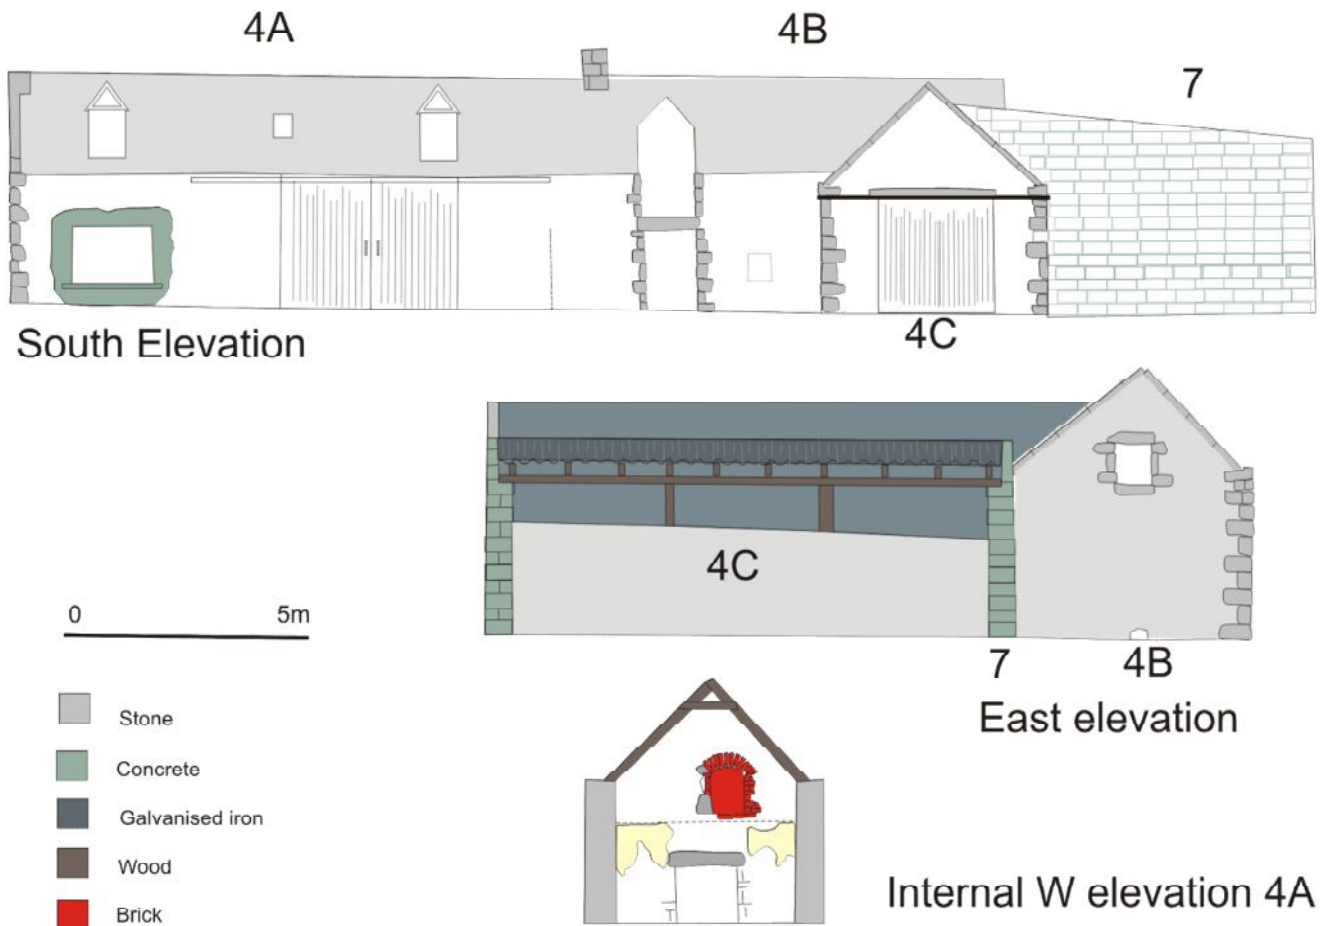 4A
4B
7
4C
South Elevation
4C
7
4B
East elevation
0 5m
Stone
Concrete
Galvanised iron
Wood
Brick
Internal W elevation 4A